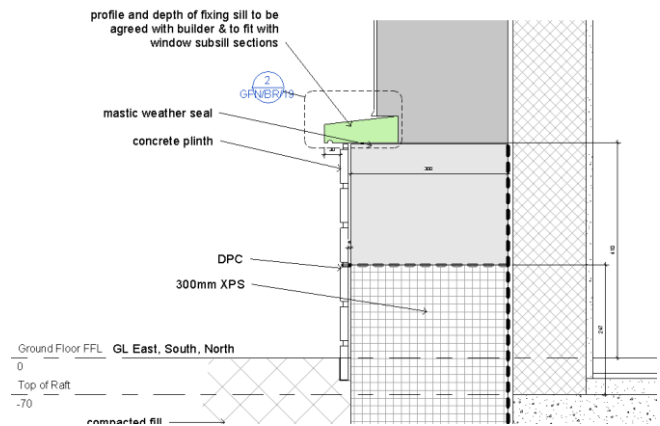 profile and depth of fixing sill to be
agreed with builder & to fit with
window subsill sections
2
GFN/BR/19
mastic weather seal
concrete plinth
300
DPC
300mm XPS
Ground Floor FFL GL East, South, North
0
Top of Raft
-70
compacted fill